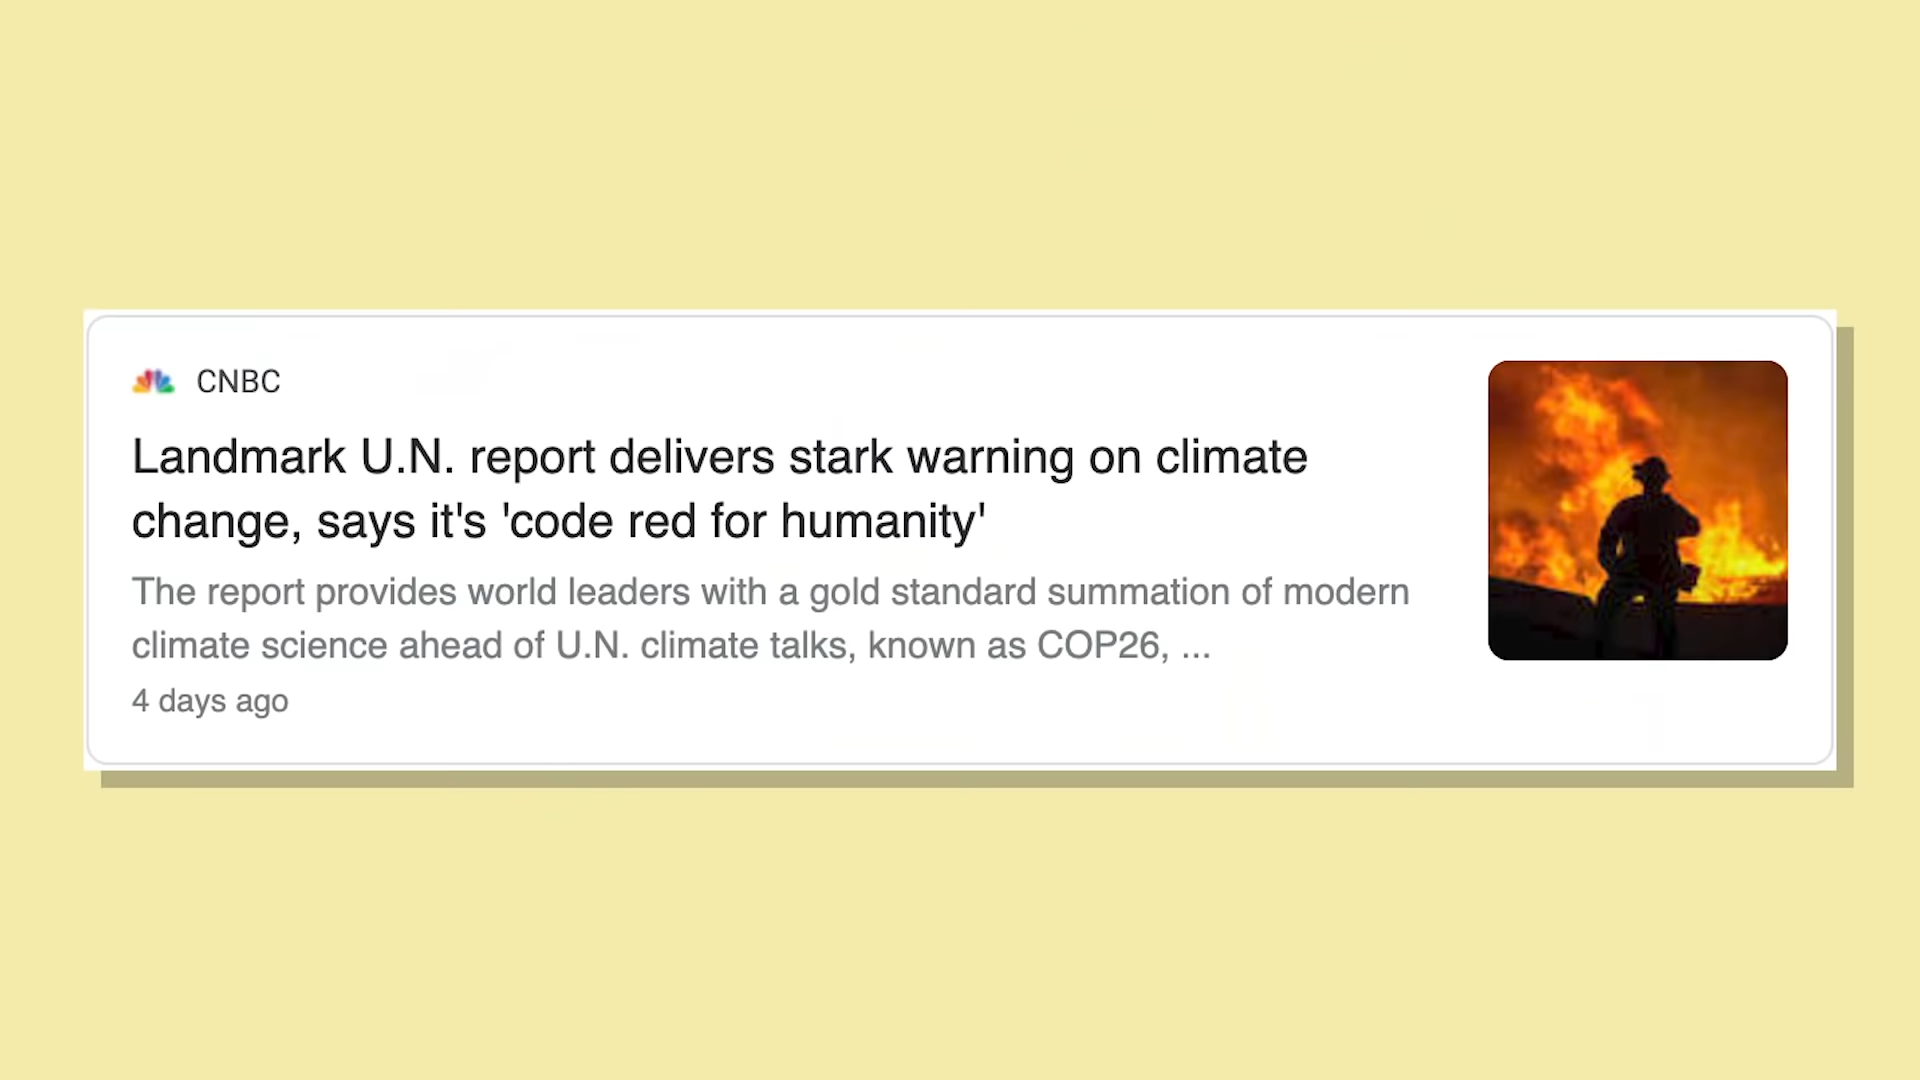 CNBC
Landmark U.N. report delivers stark warning on climate
change, says it's 'code red for humanity'
The report provides world leaders with a gold standard summation of modern
climate science ahead of U.N. climate talks, known as COP26, ...
4 days ago